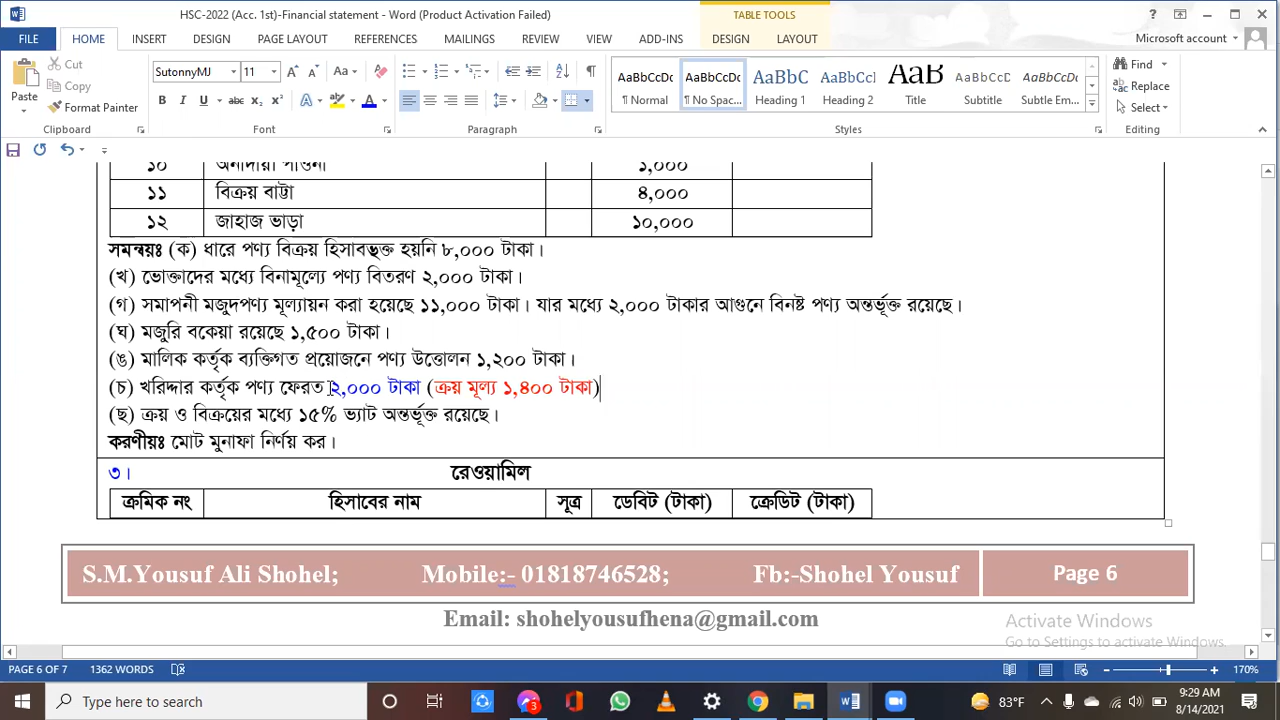 HSC-2022 (Acc. 1st)-Financial statement - Word (Product Activation Failed)
TABLE TOOLS
FILE HOME INSERT DESIGN PAGE LAYOUT REFERENCES MAILINGS REVIEW VIEW ADD-INS DESIGN LAYOUT Microsoft account
Cut
Copy
Format Painter
Paste
SutonnyMJ 11
AaBbCcDc ¶ Normal
AaBbCcDc ¶ No Spac...
AaBbC Heading 1
AaBbCc Heading 2
AaB Title
AaBbCcD Subtitle
AaBbCcD Subtle Em...
Find
Replace
Select
Clipboard Font Paragraph Styles Editing
১০ অনাদায়ী পাওনা ১,০০০
১১ বিক্রয় বাট্টা ৪,০০০
১২ জাহাজ ভাড়া ১০,০০০
সমন্বয়ঃ (ক) ধারে পণ্য বিক্রয় হিসাবভুক্ত হয়নি ৮,০০০ টাকা।
(খ) ভোক্তাদের মধ্যে বিনামূল্যে পণ্য বিতরণ ২,০০০ টাকা।
(গ) সমাপনী মজুদপণ্য মূল্যায়ন করা হয়েছে ১১,০০০ টাকা। যার মধ্যে ২,০০০ টাকার আগুনে বিনষ্ট পণ্য অন্তর্ভূক্ত রয়েছে।
(ঘ) মজুরি বকেয়া রয়েছে ১,৫০০ টাকা।
(ঙ) মালিক কর্তৃক ব্যক্তিগত প্রয়োজনে পণ্য উত্তোলন ১,২০০ টাকা।
(চ) খরিদ্দার কর্তৃক পণ্য ফেরত ২,০০০ টাকা (ক্রয় মূল্য ১,৪০০ টাকা)
(ছ) ক্রয় ও বিক্রয়ের মধ্যে ১৫% ভ্যাট অন্তর্ভূক্ত রয়েছে।
করণীয়ঃ মোট মুনাফা নির্ণয় কর।
৩। রেওয়ামিল
ক্রমিক নং হিসাবের নাম সূত্র ডেবিট (টাকা) ক্রেডিট (টাকা)
S.M.Yousuf Ali Shohel; Mobile:- 01818746528; Fb:-Shohel Yousuf Page 6
Email: shohelyousufhena@gmail.com
Activate Windows
Go to Settings to activate Windows.
PAGE 6 OF 7 1362 WORDS 170%
Type here to search
3
83°F
9:29 AM
8/14/2021